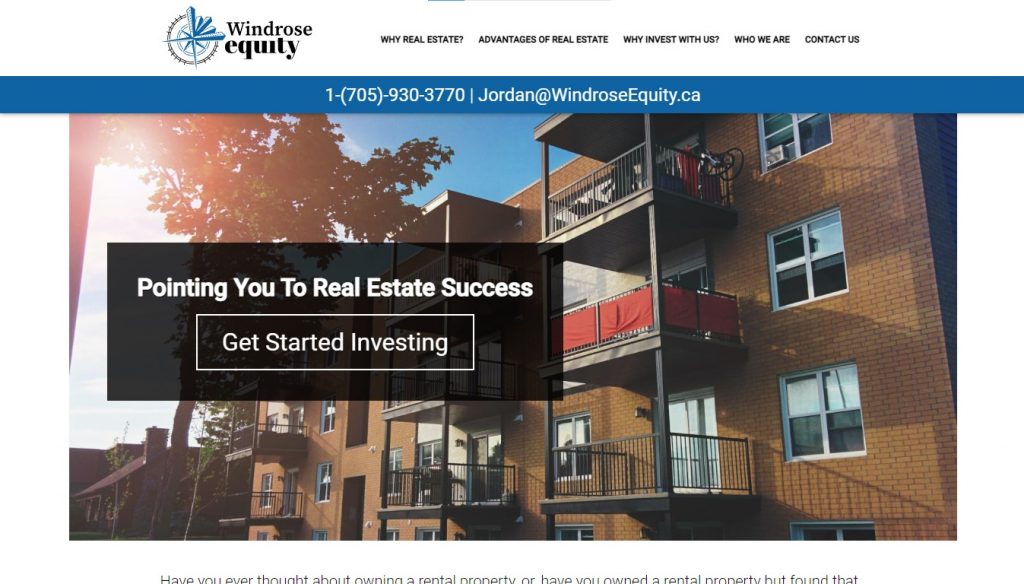 Windrose
equity
WHY REAL ESTATE? ADVANTAGES OF REAL ESTATE WHY INVEST WITH US? WHO WE ARE CONTACT US
1-(705)-930-3770 | Jordan@WindroseEquity.ca
Pointing You To Real Estate Success
Get Started Investing
Have you ever thought about owning a rental property, or, have you owned a rental property but found that